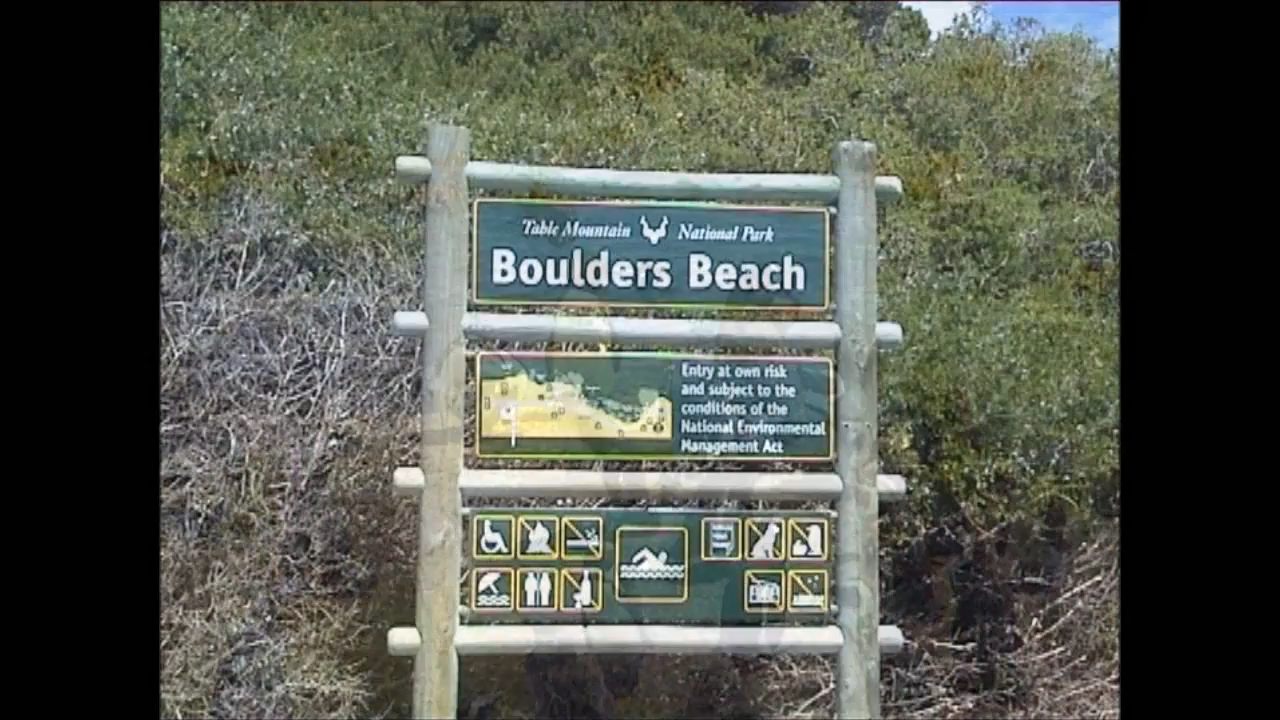 Table Mountain National Park
Boulders Beach
Entry at own risk
and subject to the
conditions of the
National Environmental
Management Act